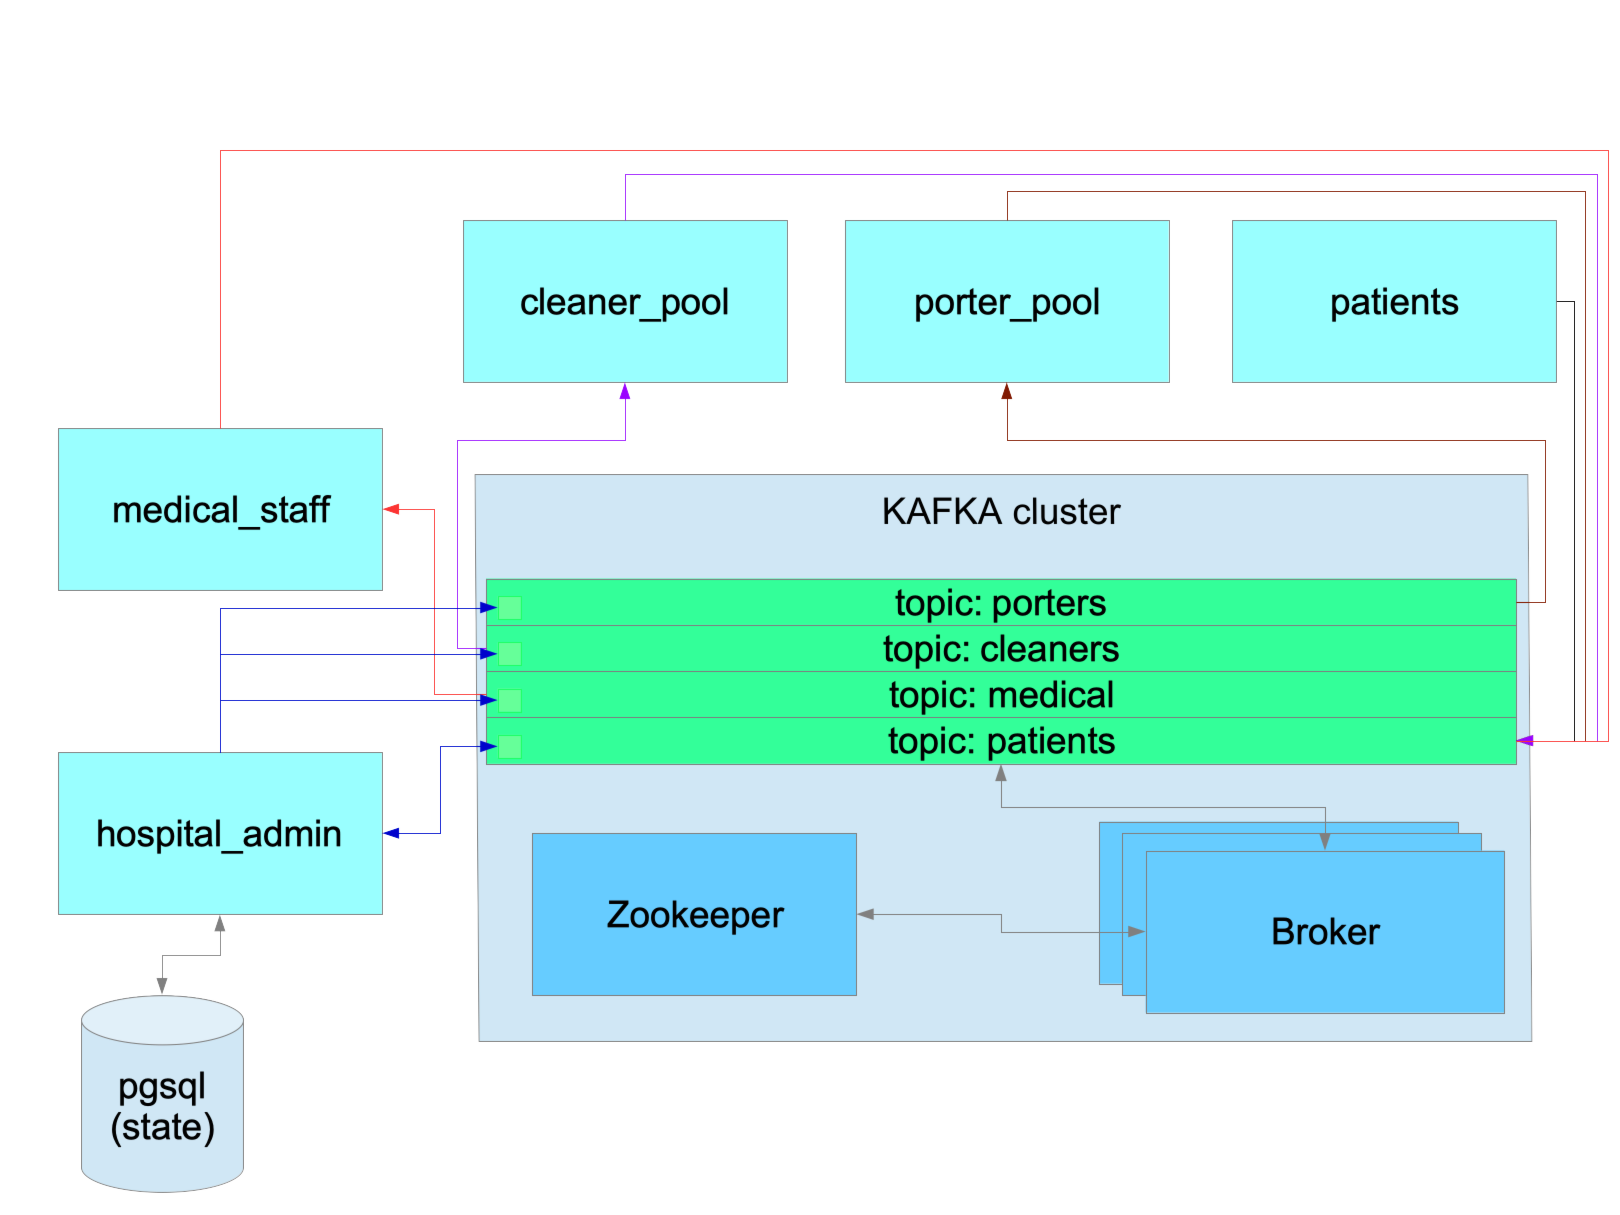 cleaner_pool
porter_pool
patients
medical_staff
KAFKA cluster
topic: porters
topic: cleaners
topic: medical
topic: patients
hospital_admin
Zookeeper
Broker
pgsql
(state)